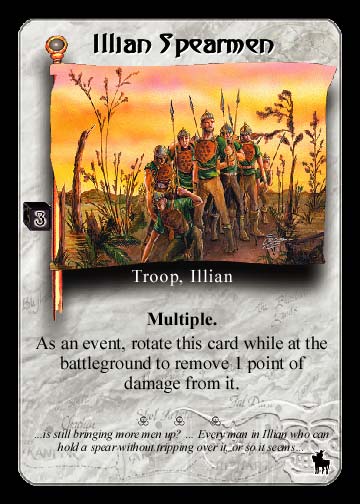 Illian Spearmen
3
Troop, Illian
Multiple.
As an event, rotate this card while at the
battleground to remove 1 point of
damage from it.
...is still bringing more men up? ... Every man in Illian who can
hold a spear without tripping over it, or so it seems...